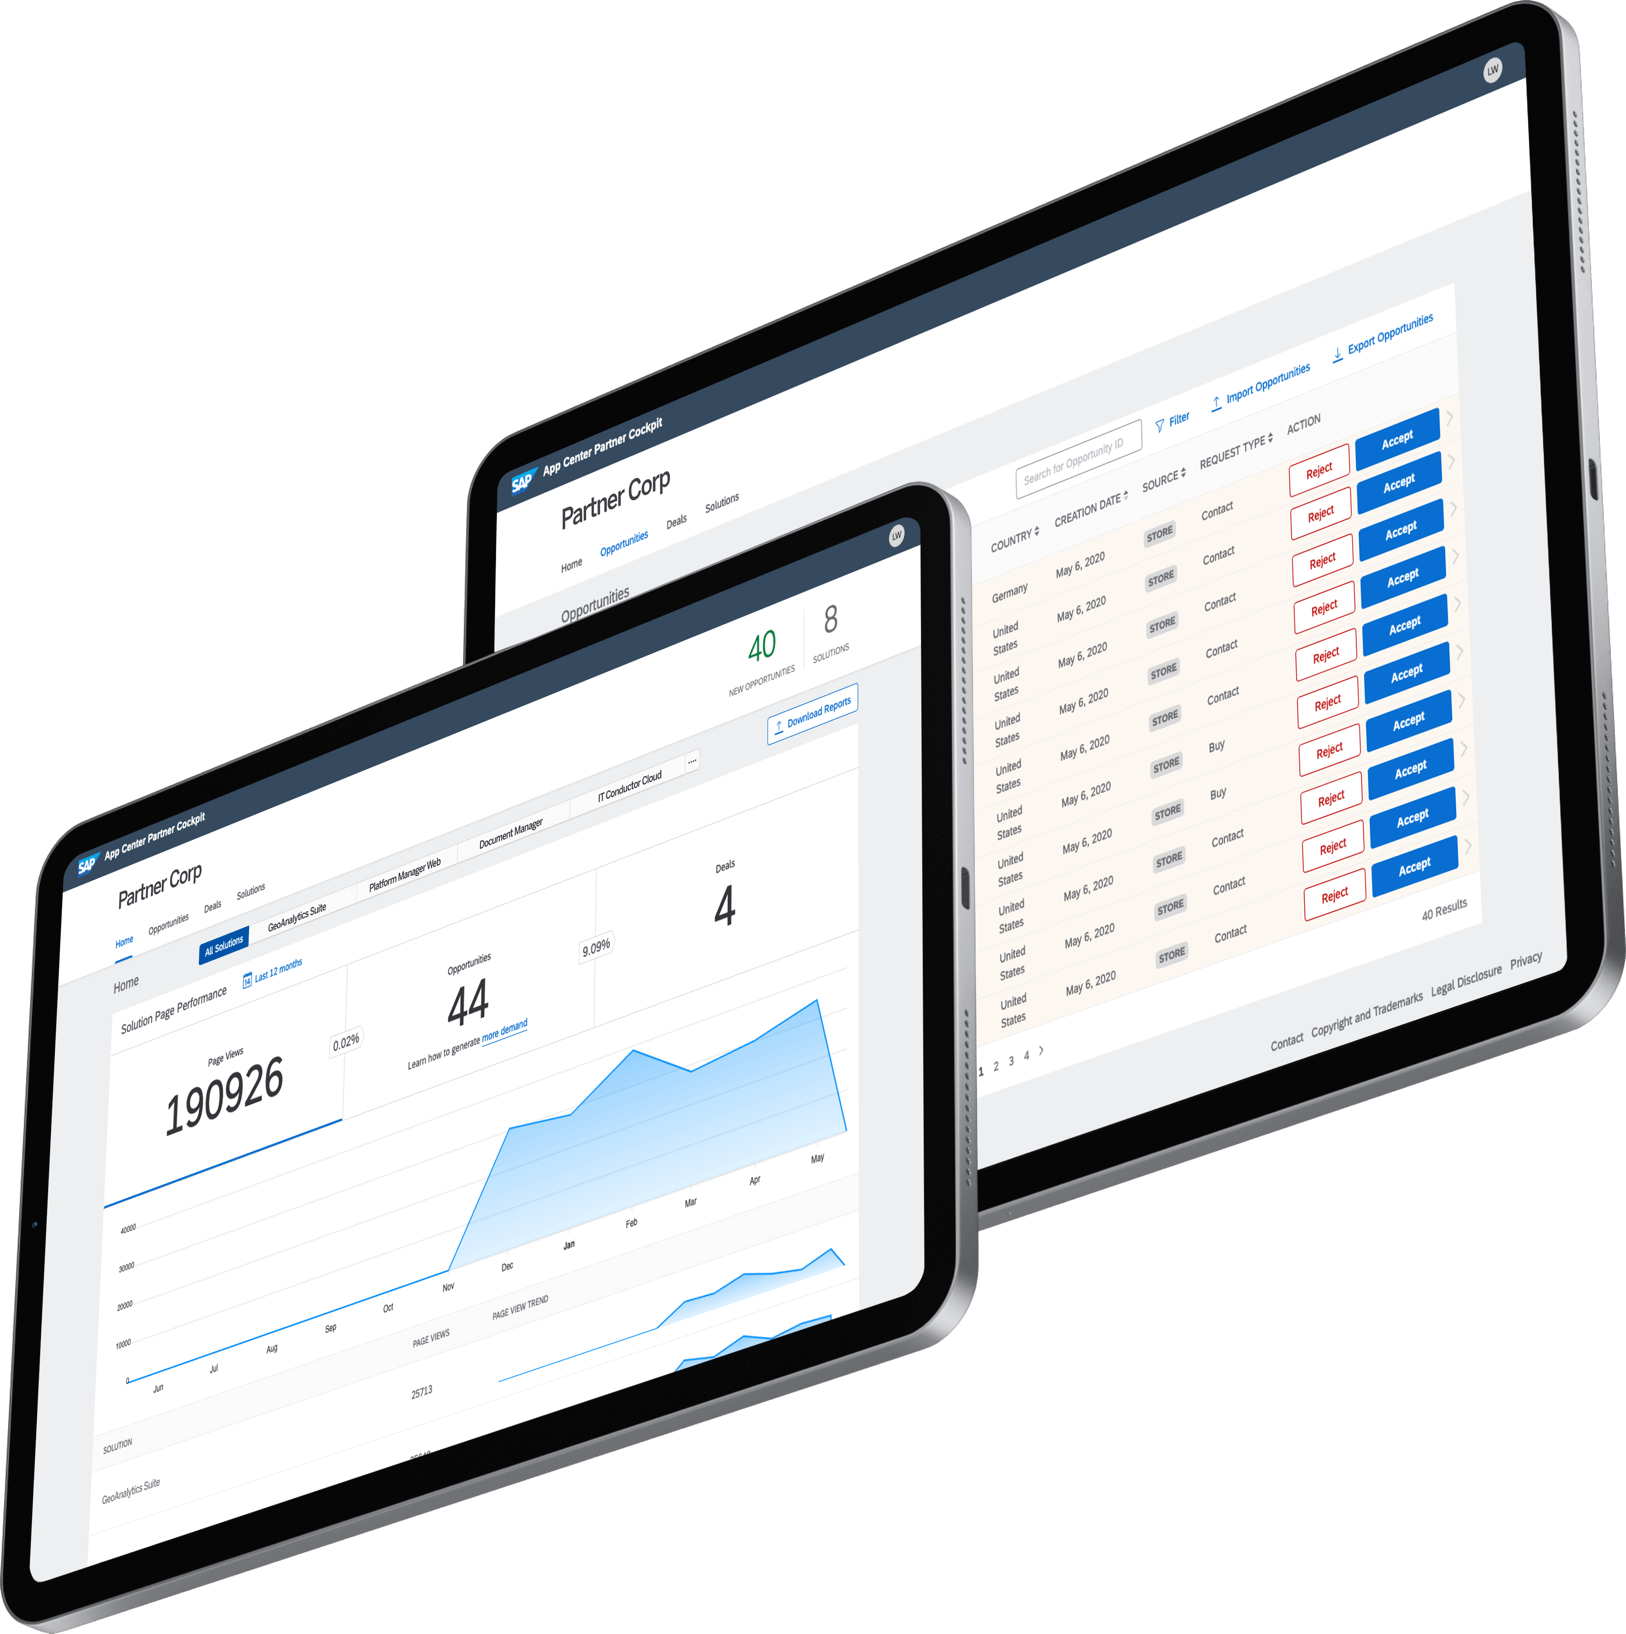 LW
SAP App Center Partner Cockpit
Partner Corp
Home Opportunities Deals Solutions
Opportunities
Search for Opportunity ID Filter Import Opportunities Export Opportunities
COUNTRY CREATION DATE SOURCE REQUEST TYPE ACTION
Germany May 6, 2020 STORE Contact Reject Accept
United States May 6, 2020 STORE Contact Reject Accept
United States May 6, 2020 STORE Contact Reject Accept
United States May 6, 2020 STORE Contact Reject Accept
United States May 6, 2020 STORE Contact Reject Accept
United States May 6, 2020 STORE Buy Reject Accept
United States May 6, 2020 STORE Buy Reject Accept
United States May 6, 2020 STORE Contact Reject Accept
United States May 6, 2020 STORE Contact Reject Accept
United States May 6, 2020 STORE Contact Reject Accept
40 Results
1 2 3 4
Contact Copyright and Trademarks Legal Disclosure Privacy
LW
SAP App Center Partner Cockpit
Partner Corp
Home Opportunities Deals Solutions
40 NEW OPPORTUNITIES
8 SOLUTIONS
Home
All Solutions GeoAnalytics Suite Platform Manager Web Document Manager IT Conductor Cloud ....
Download Reports
Solution Page Performance 14 Last 12 months
Page Views
190926
0.02%
Opportunities
44
Learn how to generate more demand
9.09%
Deals
4
40000
30000
20000
10000
0
Jun Jul Aug Sep Oct Nov Dec Jan Feb Mar Apr May
SOLUTION PAGE VIEWS PAGE VIEW TREND
GeoAnalytics Suite 25713